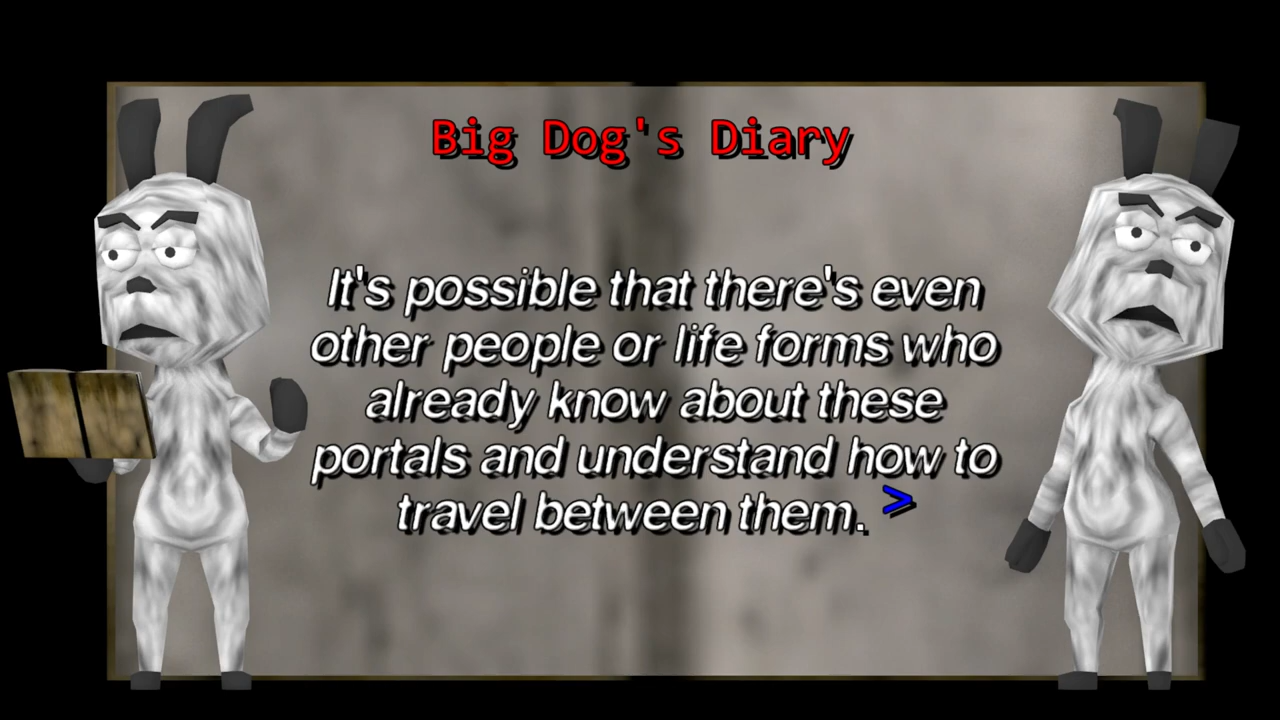 Big Dog's Diary
It's possible that there's even
other people or life forms who
already know about these
portals and understand how to
travel between them. >